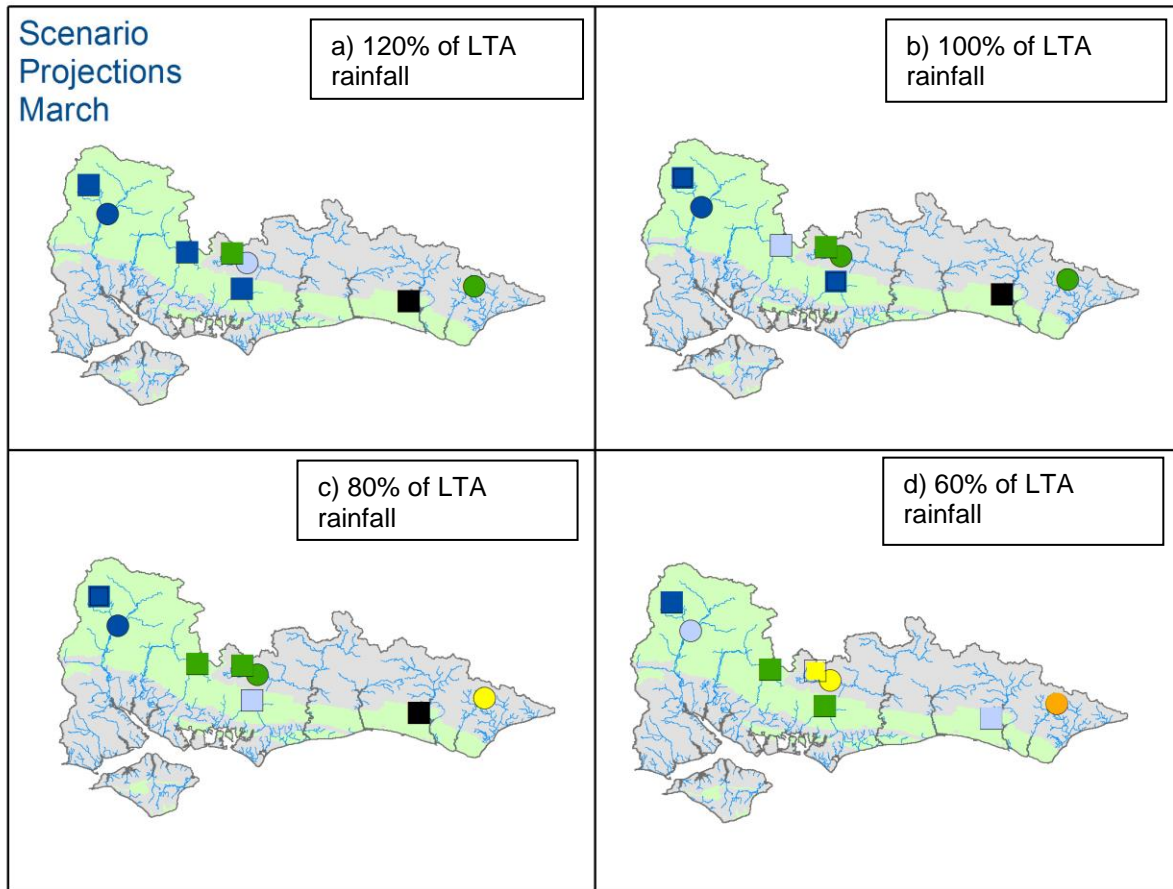 Scenario
Projections
March
a) 120% of LTA
rainfall
b) 100% of LTA
rainfall
c) 80% of LTA
rainfall
d) 60% of LTA
rainfall